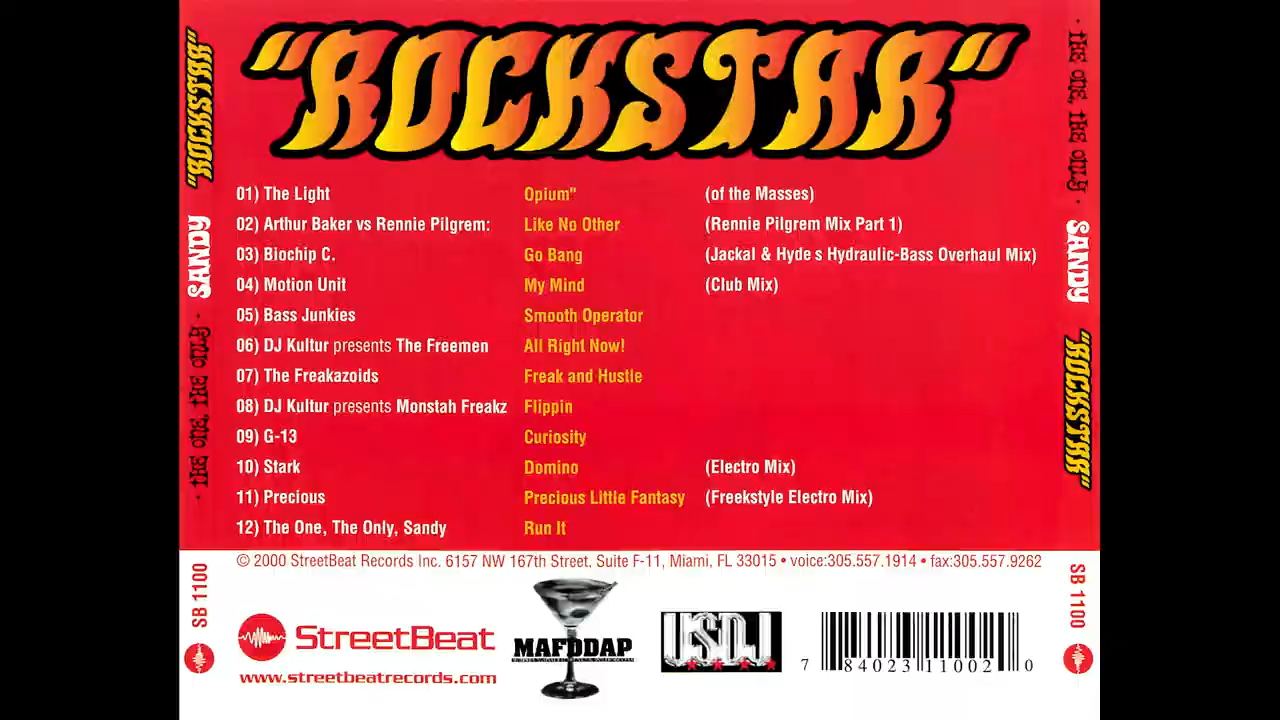 "ROCKSTAR"
01) The Light Opium" (of the Masses)
02) Arthur Baker vs Rennie Pilgrem: Like No Other (Rennie Pilgrem Mix Part 1)
03) Biochip C. Go Bang (Jackal & Hyde s Hydraulic-Bass Overhaul Mix)
04) Motion Unit My Mind (Club Mix)
05) Bass Junkies Smooth Operator
06) DJ Kultur presents The Freemen All Right Now!
07) The Freakazoids Freak and Hustle
08) DJ Kultur presents Monstah Freakz Flippin
09) G-13 Curiosity
10) Stark Domino (Electro Mix)
11) Precious Precious Little Fantasy (Freekstyle Electro Mix)
12) The One, The Only, Sandy Run It
© 2000 StreetBeat Records Inc. 6157 NW 167th Street, Suite F-11, Miami, FL 33015 • voice:305.557.1914 • fax:305.557.9262
StreetBeat
www.streetbeatrecords.com
MAFDDAP
USDJ
7 84023 11002 0
SB 1100 · the one, the only · SANDY "ROCKSTAR"
· the one, the only · SANDY "ROCKSTAR" SB 1100